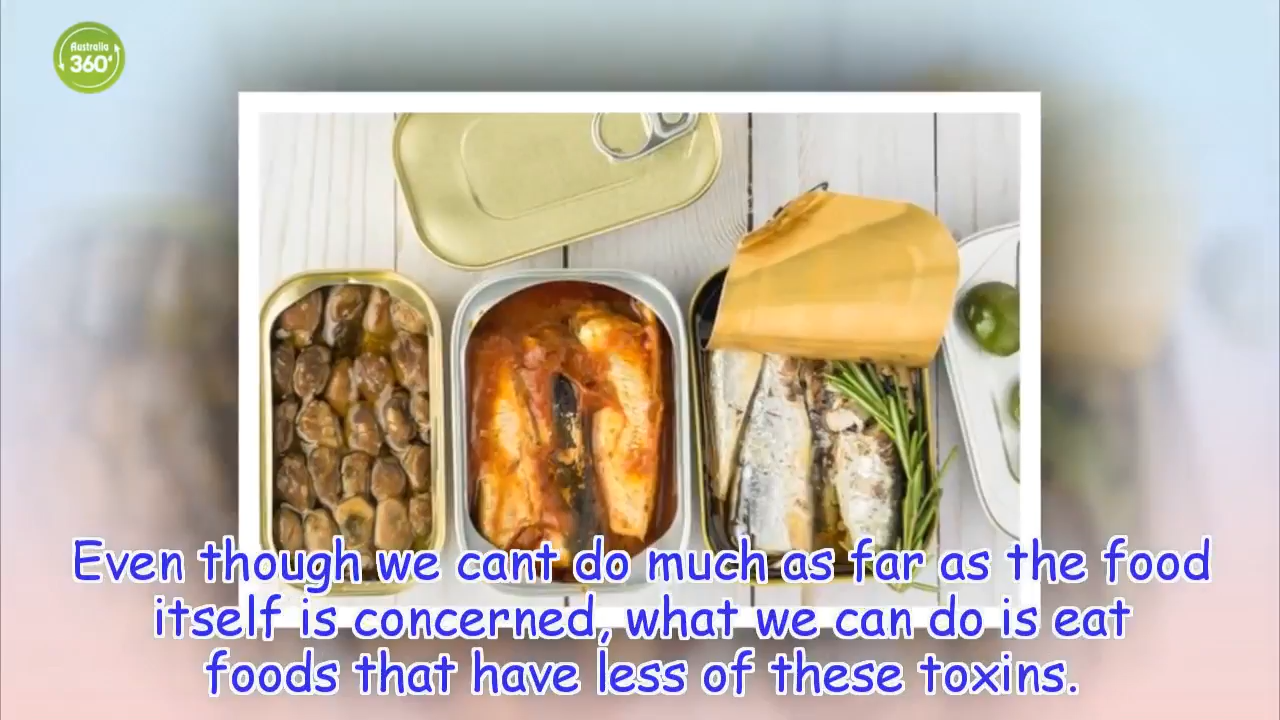 Australia
360°
Even though we cant do much as far as the food
itself is concerned, what we can do is eat
foods that have less of these toxins.